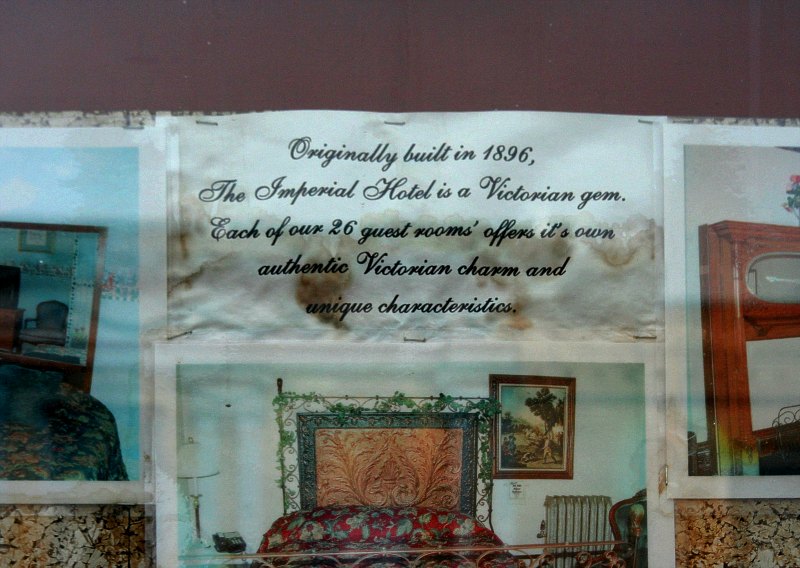 Originally built in 1896,
The Imperial Hotel is a Victorian gem.
Each of our 26 guest rooms' offers it's own
authentic Victorian charm and
unique characteristics.